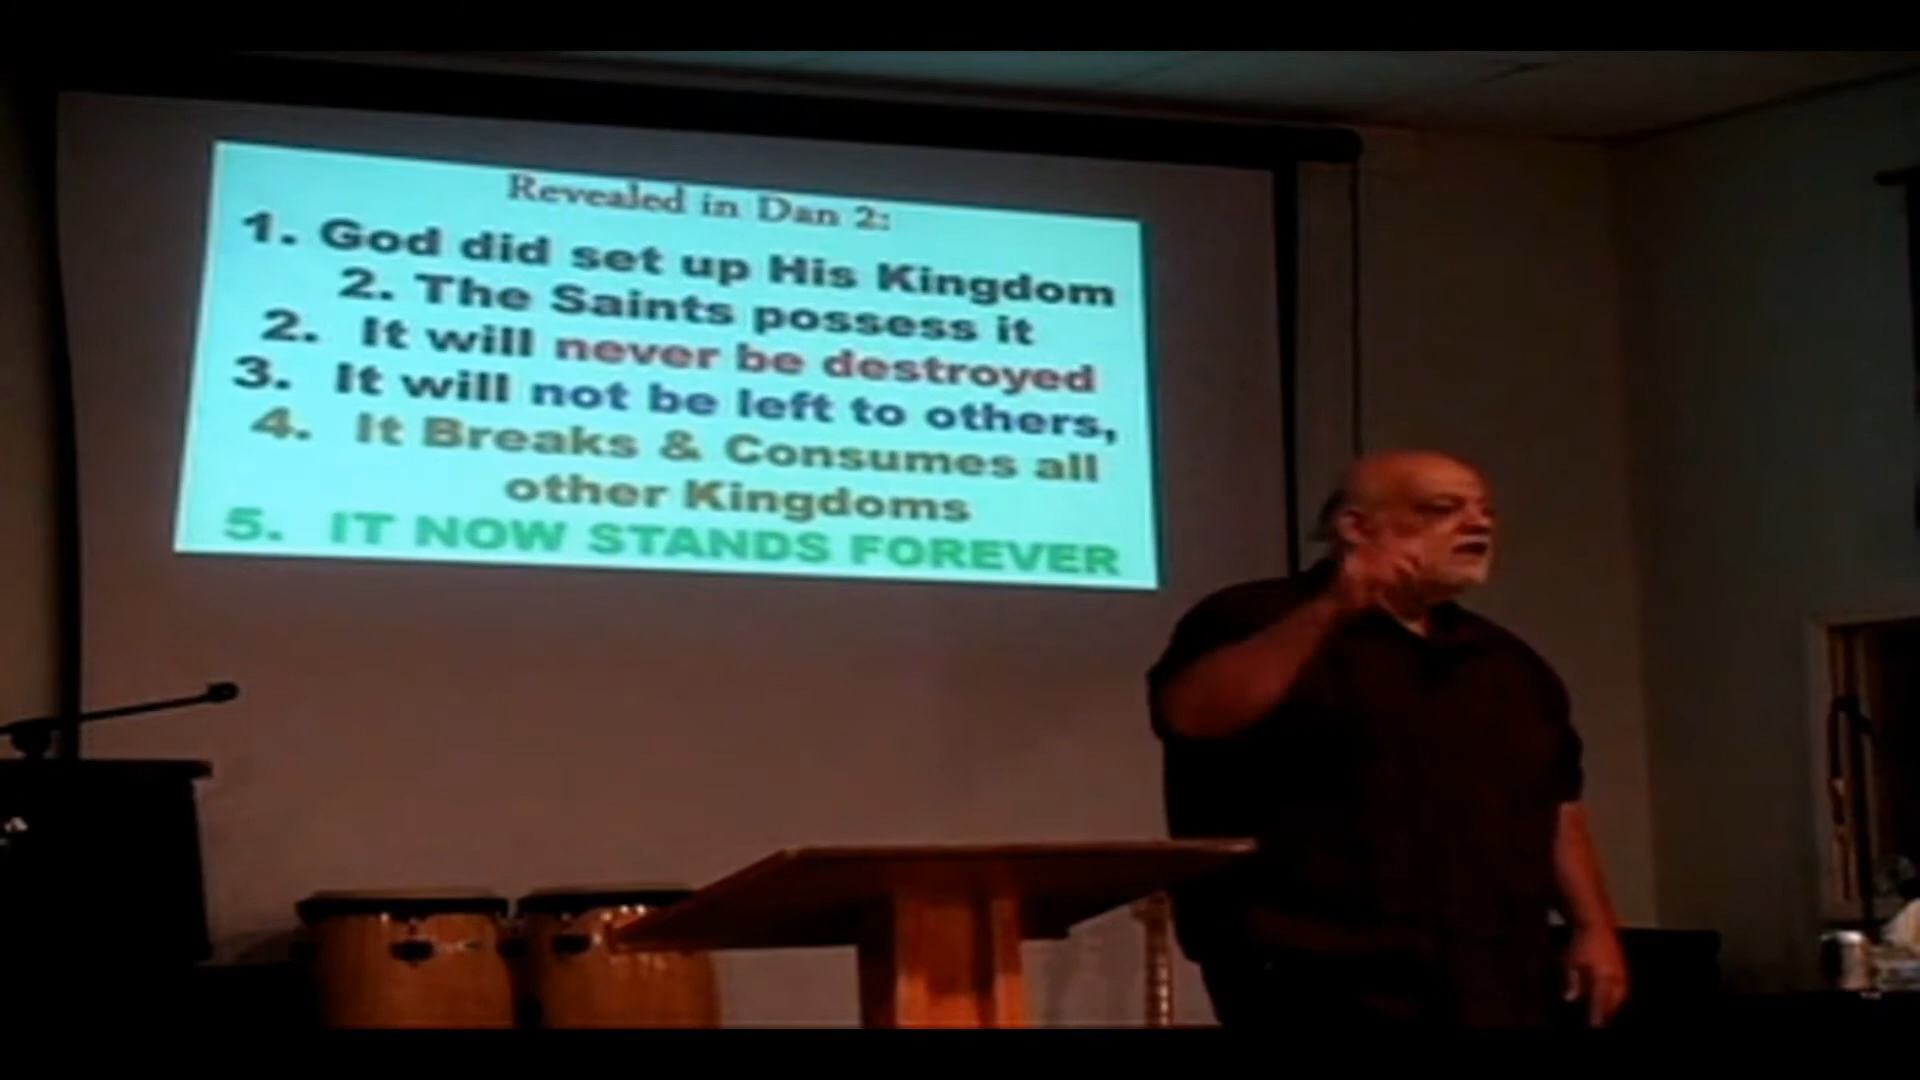 Revealed in Dan 2:
1. God did set up His Kingdom
2. The Saints possess it
2. It will never be destroyed
3. It will not be left to others,
4. It Breaks & Consumes all
other Kingdoms
5. IT NOW STANDS FOREVER